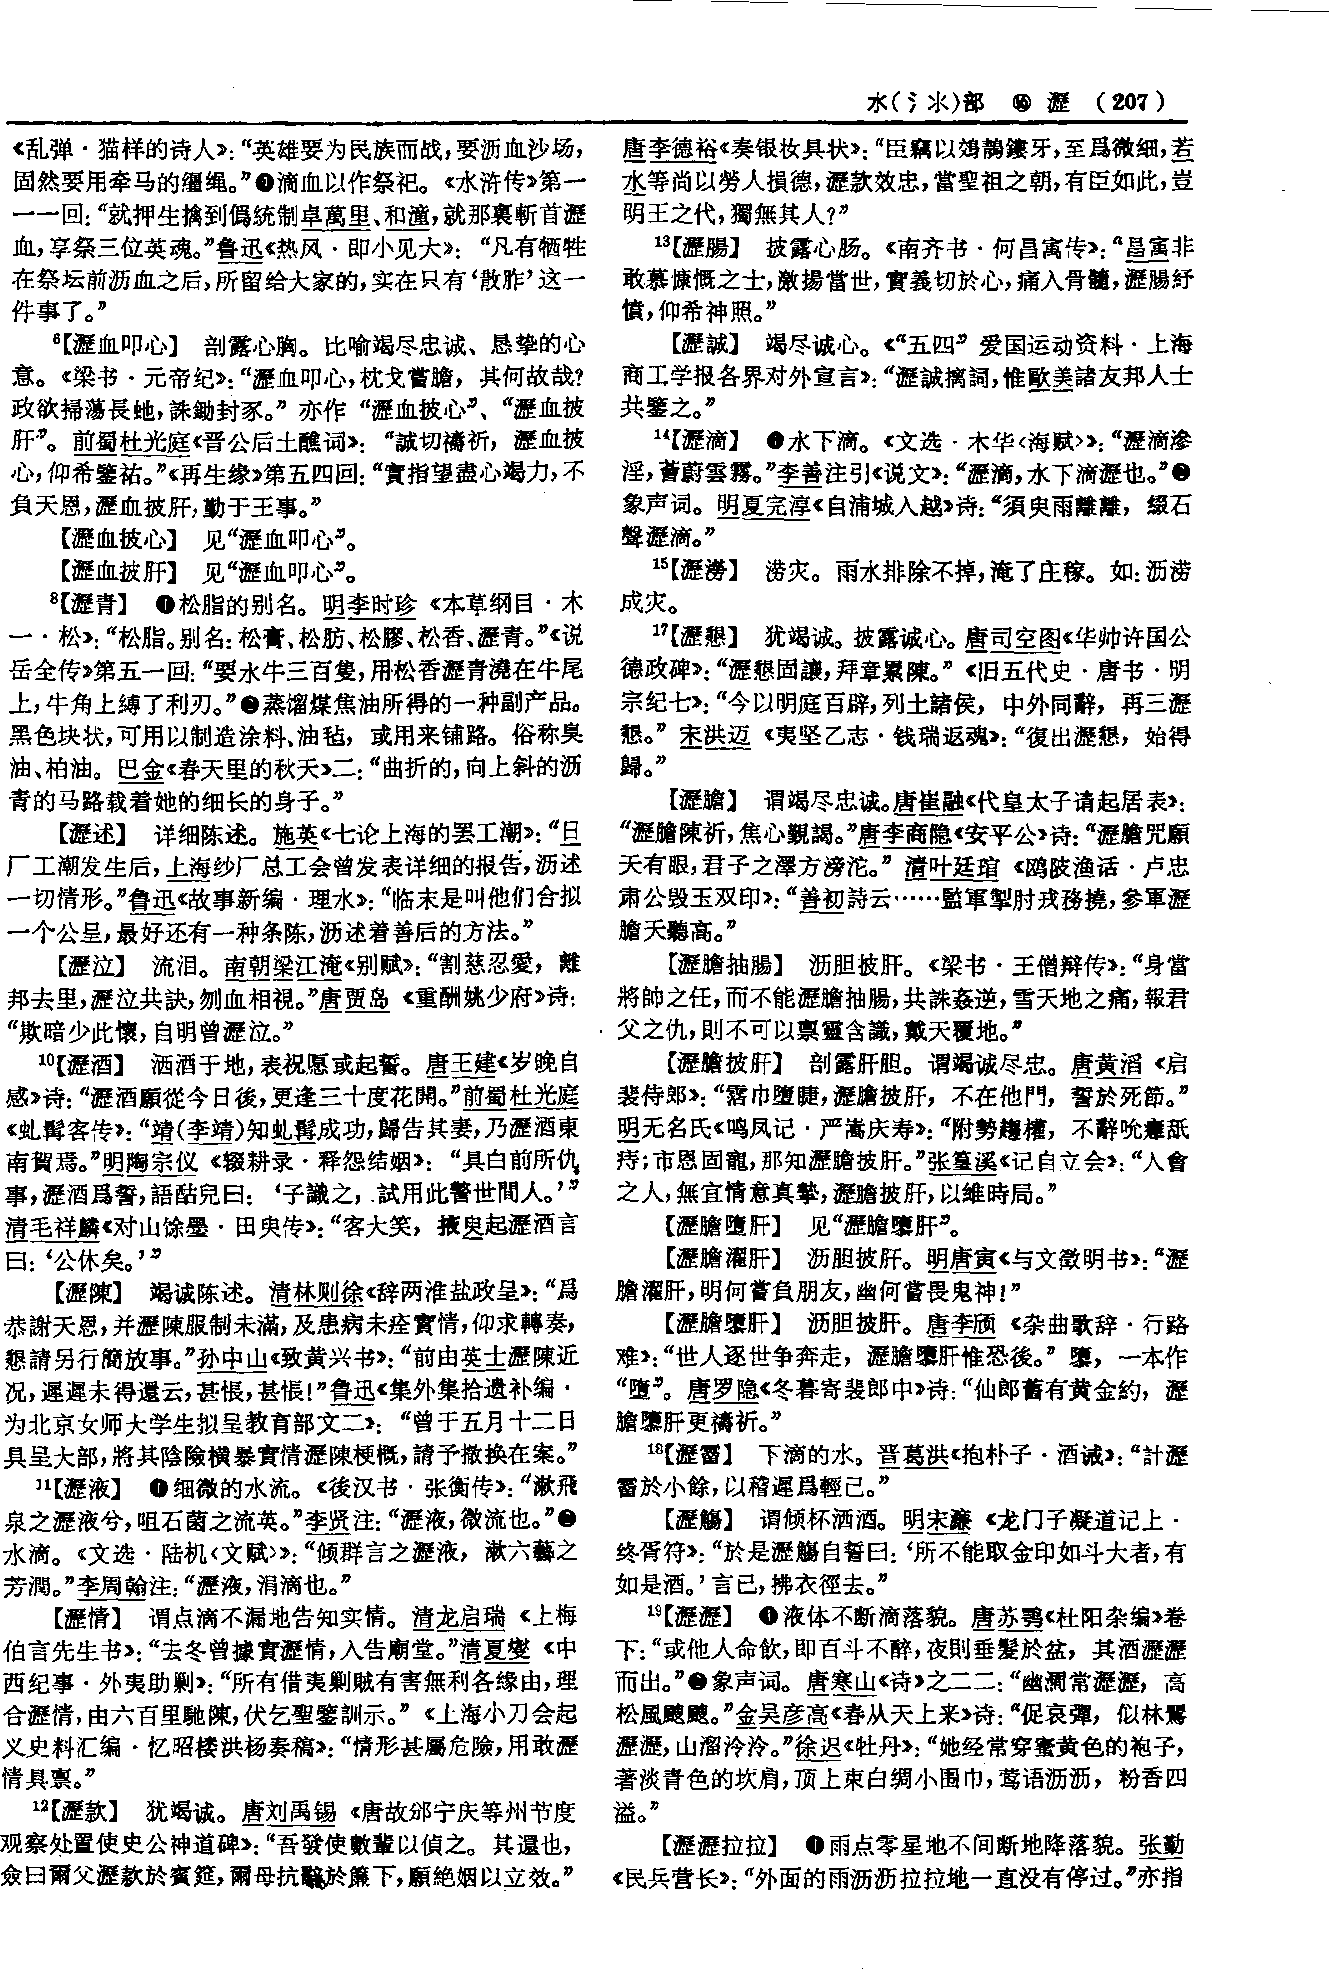 水(氵氺)部 ⑯ 瀝 (207)
《乱弹·猫样的诗人》:“英雄要为民族而战,要沥血沙场,
固然要用牵马的缰绳。”❷滴血以作祭祀。《水浒传》第一
一一回:“就押生擒到僞統制卓萬里、和潼,就那裏斬首瀝
血,享祭三位英魂。”鲁迅《热风·即小见大》: “凡有牺牲
在祭坛前沥血之后,所留给大家的,实在只有‘散胙’这一
件事了。”
⁶【瀝血叩心】 剖露心胸。比喻竭尽忠诚、恳挚的心
意。《梁书·元帝纪》:“瀝血叩心,枕戈嘗膽, 其何故哉?
政欲掃蕩長虵,誅鋤封豕。” 亦作 “瀝血披心”、“瀝血披
肝”。前蜀杜光庭《晋公后土醮词》: “誠切禱祈, 瀝血披
心,仰希鑒祐。”《再生缘》第五四回:“實指望盡心竭力,不
負天恩,瀝血披肝,勤于王事。”
【瀝血披心】 见“瀝血叩心”。
【瀝血披肝】 见“瀝血叩心”。
⁸【瀝青】 ❶松脂的别名。明李时珍《本草纲目·木
一·松》:“松脂。别名:松膏、松肪、松膠、松香、瀝青。”《说
岳全传》第五一回:“要水牛三百隻,用松香瀝青澆在牛尾
上,牛角上縛了利刃。”❷蒸馏煤焦油所得的一种副产品。
黑色块状,可用以制造涂料、油毡, 或用来铺路。俗称臭
油、柏油。巴金《春天里的秋天》二:“曲折的,向上斜的沥
青的马路载着她的细长的身子。”
【瀝述】 详细陈述。施英《七论上海的罢工潮》:“日
厂工潮发生后,上海纱厂总工会曾发表详细的报告,沥述
一切情形。”鲁迅《故事新编·理水》:“临末是叫他们合拟
一个公呈,最好还有一种条陈,沥述着善后的方法。”
【瀝泣】 流泪。南朝梁江淹《别赋》:“割慈忍愛, 離
邦去里,瀝泣共訣,刎血相視。”唐贾岛《重酬姚少府》诗:
“欺暗少此懷,自明曾瀝泣。”
¹⁰【瀝酒】 洒酒于地,表祝愿或起誓。唐王建《岁晚自
感》诗:“瀝酒願從今日後,更逢三十度花開。”前蜀杜光庭
《虬髯客传》:“靖(李靖)知虬髯成功,歸告其妻,乃瀝酒東
南賀焉。”明陶宗仪《辍耕录·释怨结姻》: “具白前所仇
事,瀝酒爲誓,語酤兒曰: ‘子識之, 試用此警世間人。’”
清毛祥麟《对山馀墨·田臾传》:“客大笑, 掖臾起瀝酒言
曰:‘公休矣。’”
【瀝陳】 竭诚陈述。清林则徐《辞两淮盐政呈》:“爲
恭謝天恩,并瀝陳服制未滿,及患病未痊實情,仰求轉奏,
懇請另行簡放事。”孙中山《致黄兴书》:“前由英士瀝陳近
况,遲遲未得還云,甚恨,甚悵!”鲁迅《集外集拾遗补编·
为北京女师大学生拟呈教育部文二》: “曾于五月十二日
具呈大部,將其陰險横暴實情瀝陳梗概,請予撤换在案。”
¹¹【瀝液】 ❶细微的水流。《後汉书·张衡传》:“漱飛
泉之瀝液兮,咀石菌之流英。”李贤注:“瀝液,微流也。”❷
水滴。《文选·陆机〈文赋〉》:“倾群言之瀝液, 漱六藝之
芳潤。”李周翰注:“瀝液,涓滴也。”
【瀝情】 谓点滴不漏地告知实情。清龙启瑞《上梅
伯言先生书》:“去冬曾據實瀝情,入告廟堂。”清夏燮《中
西纪事·外夷助剿》:“所有借夷剿賊有害無利各緣由,理
合瀝情,由六百里馳陳,伏乞聖鑒訓示。” 《上海小刀会起
义史料汇编·忆昭楼洪杨奏稿》:“情形甚屬危險,用敢瀝
情具禀。”
¹²【瀝款】 犹竭诚。唐刘禹锡《唐故邠宁庆等州节度
观察处置使史公神道碑》:“吾發使數輩以偵之。其還也,
僉曰爾父瀝款於賓筵,爾母抗於簾下,願絶姻以立效。”
唐李德裕《奏银妆具状》:“臣竊以鵁鶄鏤牙,至爲微細,若
水等尚以勞人損德,瀝款效忠,當聖祖之朝,有臣如此,豈
明王之代,獨無其人?”
¹³【瀝腸】 披露心肠。《南齐书·何昌㝢传》:“昌㝢非
敢慕慷慨之士,激揚當世,實義切於心,痛入骨髓,瀝腸紓
憤,仰希神照。”
【瀝誠】 竭尽诚心。《“五四” 爱国运动资料·上海
商工学报各界对外宣言》:“瀝誠摛詞,惟歐美諸友邦人士
共鑒之。”
¹⁴【瀝滴】 ❶水下滴。《文选·木华〈海赋〉》:“瀝滴滲
淫,薈蔚雲霧。”李善注引《说文》:“瀝滴,水下滴瀝也。”❷
象声词。明夏完淳《自浦城入越》诗:“須臾雨離離, 綴石
聲瀝滴。”
¹⁵【瀝澇】 涝灾。雨水排除不掉,淹了庄稼。如:沥涝
成灾。
¹⁷【瀝懇】 犹竭诚。披露诚心。唐司空图《华帅许国公
德政碑》:“瀝懇固讓,拜章累陳。” 《旧五代史·唐书·明
宗纪七》:“今以明庭百辟,列土諸侯, 中外同辭, 再三瀝
懇。” 宋洪迈《夷坚乙志·钱瑞返魂》:“復出瀝懇, 始得
歸。”
【瀝膽】 谓竭尽忠诚。唐崔融《代皇太子请起居表》:
“瀝膽陳祈,焦心覲謁。”唐李商隐《安平公》诗:“瀝膽咒願
天有眼,君子之澤方滂沱。” 清叶廷琯《鸥陂渔话·卢忠
肃公毁玉双印》:“善初詩云……監軍掣肘戎務撓,參軍瀝
膽天聽高。”
【瀝膽抽腸】 沥胆披肝。《梁书·王僧辩传》:“身當
將帥之任,而不能瀝膽抽腸,共誅姦逆,雪天地之痛,報君
父之仇,則不可以禀靈含識,戴天覆地。”
【瀝膽披肝】 剖露肝胆。谓竭诚尽忠。唐黄滔《启
裴侍郎》:“霑巾墮睫,瀝膽披肝, 不在他門, 誓於死節。”
明无名氏《鸣凤记·严嵩庆寿》:“附勢趨權, 不辭吮癰舐
痔;市恩固寵,那知瀝膽披肝。”张篁溪《记自立会》:“入會
之人,無宜情意真摯,瀝膽披肝,以維時局。”
【瀝膽墮肝】 见“瀝膽隳肝”。
【瀝膽濯肝】 沥胆披肝。明唐寅《与文徵明书》:“瀝
膽濯肝,明何嘗負朋友,幽何嘗畏鬼神!”
【瀝膽隳肝】 沥胆披肝。唐李颀《杂曲歌辞·行路
难》:“世人逐世争奔走, 瀝膽隳肝惟恐後。” 隳, 一本作
“墮”。唐罗隐《冬暮寄裴郎中》诗:“仙郎舊有黄金約, 瀝
膽隳肝更禱祈。”
¹⁸【瀝霤】 下滴的水。晋葛洪《抱朴子·酒诫》:“計瀝
霤於小餘,以稽遲爲輕己。”
【瀝觴】 谓倾杯洒酒。明宋濂《龙门子凝道记上·
终胥符》:“於是瀝觴自誓曰:‘所不能取金印如斗大者,有
如是酒。’言已,拂衣徑去。”
¹⁹【瀝瀝】 ❶液体不断滴落貌。唐苏鹗《杜阳杂编》卷
下:“或他人命飲,即百斗不醉,夜則垂髮於盆, 其酒瀝瀝
而出。”❷象声词。唐寒山《诗》之二二:“幽澗常瀝瀝, 高
松風颼颼。”金吴彦高《春从天上来》诗:“促哀彈, 似林鶯
瀝瀝,山溜泠泠。”徐迟《牡丹》:“她经常穿蜜黄色的袍子,
著淡青色的坎肩,顶上束白绸小围巾,莺语沥沥, 粉香四
溢。”
【瀝瀝拉拉】 ❶雨点零星地不间断地降落貌。张勤
《民兵营长》:“外面的雨沥沥拉拉地一直没有停过。”亦指